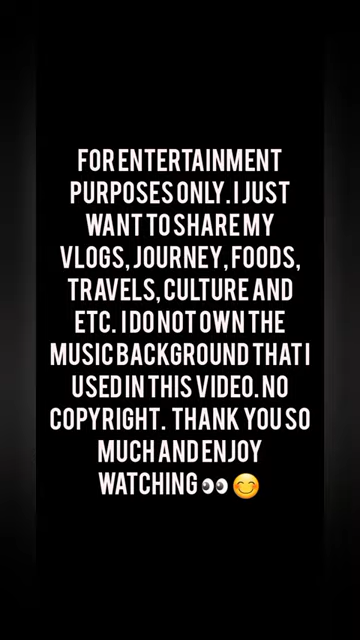 FOR ENTERTAINMENT
PURPOSES ONLY. I JUST
WANT TO SHARE MY
VLOGS, JOURNEY, FOODS,
TRAVELS, CULTURE AND
ETC. I DO NOT OWN THE
MUSIC BACKGROUND THAT I
USED IN THIS VIDEO. NO
COPYRIGHT. THANK YOU SO
MUCH AND ENJOY
WATCHING 👀 😊